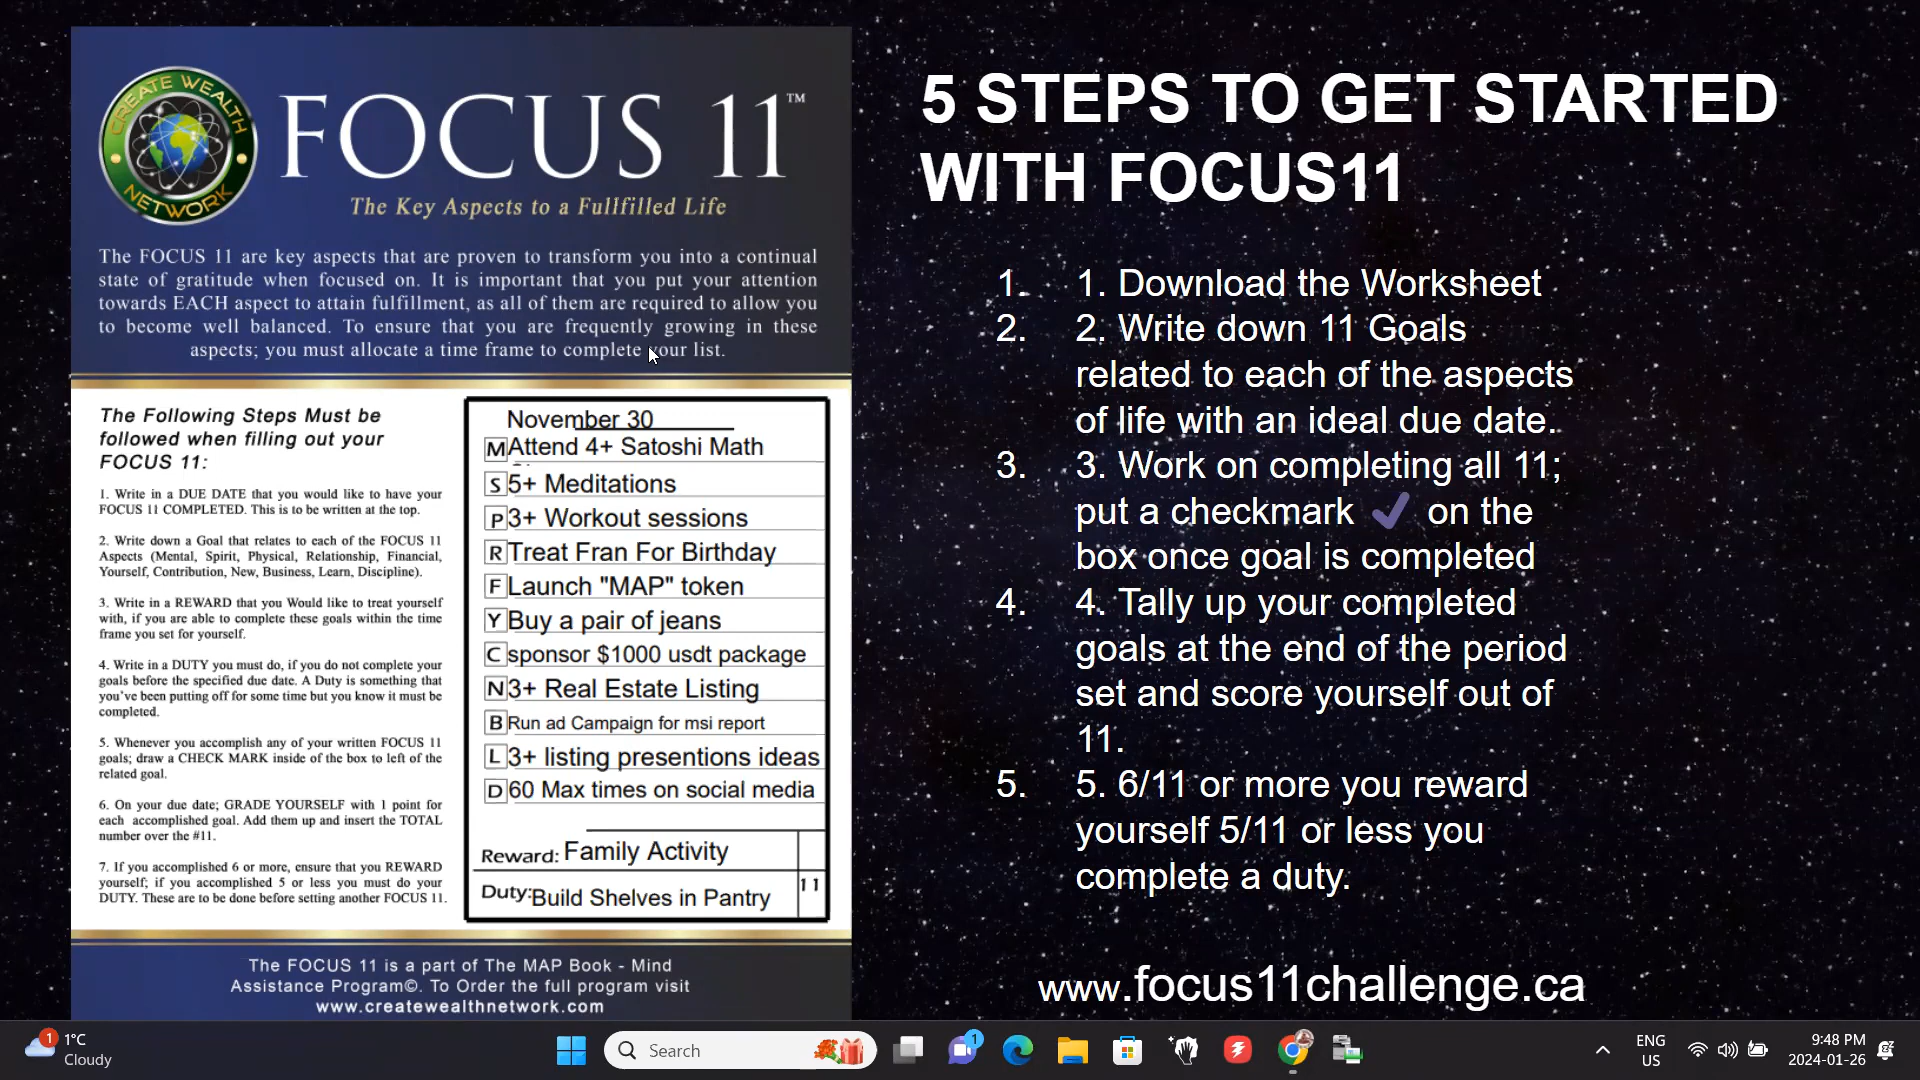 CREATE WEALTH
NETWORK
FOCUS 11™
The Key Aspects to a Fullfilled Life
The FOCUS 11 are key aspects that are proven to transform you into a continual
state of gratitude when focused on. It is important that you put your attention
towards EACH aspect to attain fulfillment, as all of them are required to allow you
to become well balanced. To ensure that you are frequently growing in these
aspects; you must allocate a time frame to complete your list.
The Following Steps Must be
followed when filling out your
FOCUS 11:
1. Write in a DUE DATE that you would like to have your
FOCUS 11 COMPLETED. This is to be written at the top.
2. Write down a Goal that relates to each of the FOCUS 11
Aspects (Mental, Spirit, Physical, Relationship, Financial,
Yourself, Contribution, New, Business, Learn, Discipline).
3. Write in a REWARD that you Would like to treat yourself
with, if you are able to complete these goals within the time
frame you set for yourself.
4. Write in a DUTY you must do, if you do not complete your
goals before the specified due date. A Duty is something that
you've been putting off for some time but you know it must be
completed.
5. Whenever you accomplish any of your written FOCUS 11
goals; draw a CHECK MARK inside of the box to left of the
related goal.
6. On your due date; GRADE YOURSELF with 1 point for
each accomplished goal. Add them up and insert the TOTAL
number over the #11.
7. If you accomplished 6 or more, ensure that you REWARD
yourself; if you accomplished 5 or less you must do your
DUTY. These are to be done before setting another FOCUS 11.
November 30
M Attend 4+ Satoshi Math
S 5+ Meditations
P 3+ Workout sessions
R Treat Fran For Birthday
F Launch "MAP" token
Y Buy a pair of jeans
C sponsor $1000 usdt package
N 3+ Real Estate Listing
B Run ad Campaign for msi report
L 3+ listing presentions ideas
D 60 Max times on social media
Reward: Family Activity
Duty: Build Shelves in Pantry 11
The FOCUS 11 is a part of The MAP Book - Mind
Assistance Program©. To Order the full program visit
www.createwealthnetwork.com
5 STEPS TO GET STARTED
WITH FOCUS11
1. 1. Download the Worksheet
2. 2. Write down 11 Goals
related to each of the aspects
of life with an ideal due date.
3. 3. Work on completing all 11;
put a checkmark ✔ on the
box once goal is completed
4. 4. Tally up your completed
goals at the end of the period
set and score yourself out of
11.
5. 5. 6/11 or more you reward
yourself 5/11 or less you
complete a duty.
www.focus11challenge.ca
1
1°C
Cloudy
Search
1
ENG
US
9:48 PM
2024-01-26